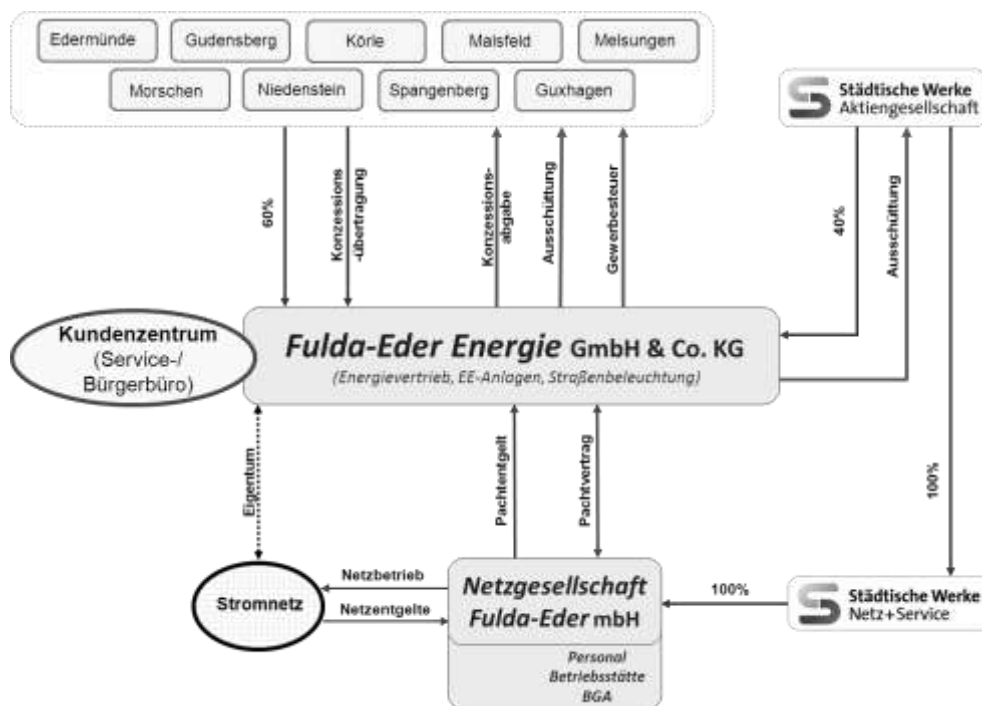 Edermünde
Gudensberg
Körle
Malsfeld
Melsungen
Morschen
Niedenstein
Spangenberg
Guxhagen
Städtische Werke
Aktiengesellschaft
60%
Konzessions
-übertragung
Konzessions-
abgabe
Ausschüttung
Gewerbesteuer
40%
Ausschüttung
Kundenzentrum
(Service-/
Bürgerbüro)
Fulda-Eder Energie GmbH & Co. KG
(Energievertrieb, EE-Anlagen, Straßenbeleuchtung)
Eigentum
Pachtentgelt
Pachtvertrag
100%
Stromnetz
Netzbetrieb
Netzentgelte
Netzgesellschaft
Fulda-Eder mbH
Personal
Betriebsstätte
BGA
100%
Städtische Werke
Netz+Service